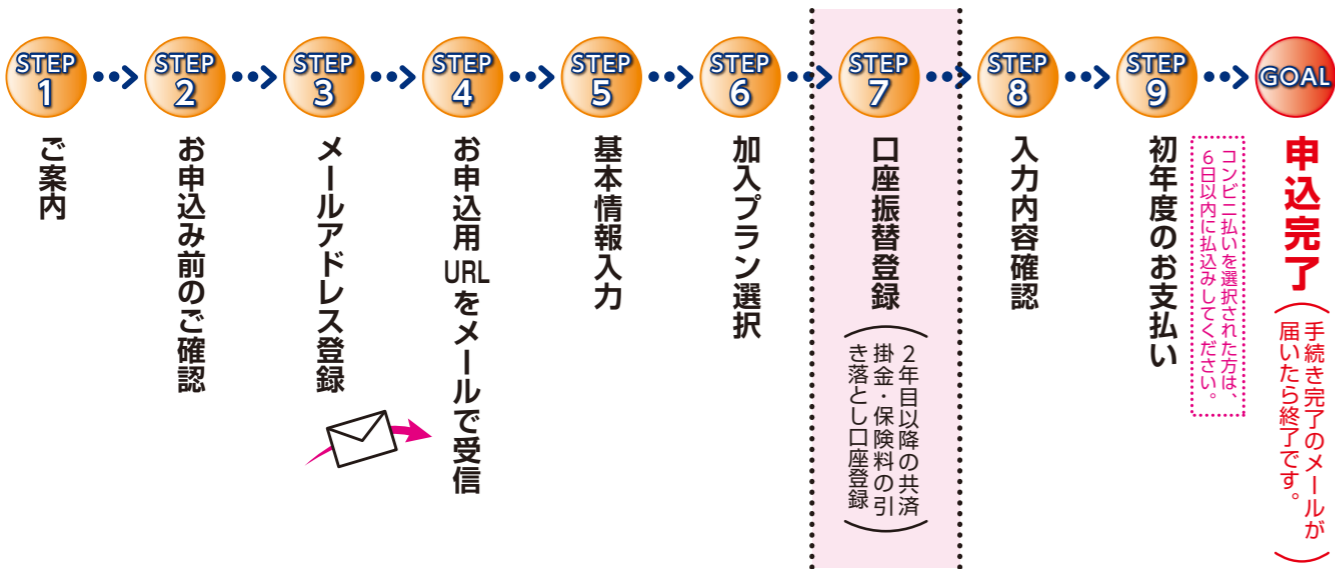 STEP 1
ご案内
STEP 2
お申込み前のご確認
STEP 3
メールアドレス登録
STEP 4
お申込用URLをメールで受信
STEP 5
基本情報入力
STEP 6
加入プラン選択
STEP 7
口座振替登録
(2年目以降の共済
掛金・保険料の引
き落とし口座登録)
STEP 8
入力内容確認
STEP 9
初年度のお支払い
コンビニ払いを選択された方は、
6日以内に払込みしてください。
GOAL
申込完了
(手続き完了のメールが
届いたら終了です。)